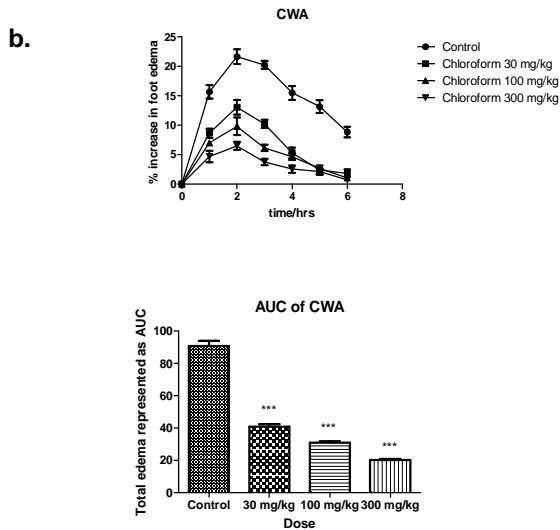 b.
CWA
% increase in foot edema
25
20
15
10
5
0
0
2
4
6
8
time/hrs
Control
Chloroform 30 mg/kg
Chloroform 100 mg/kg
Chloroform 300 mg/kg
AUC of CWA
Total edema represented as AUC
100
80
60
40
20
0
***
***
***
Control
30 mg/kg
100 mg/kg
300 mg/kg
Dose